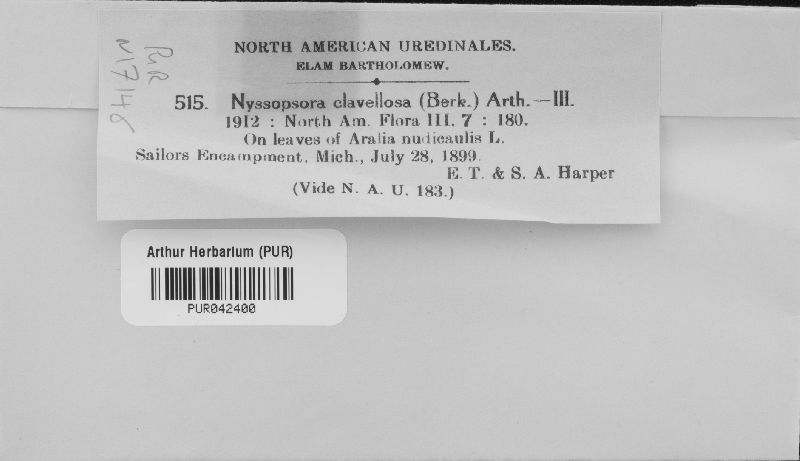 PUR
N7146
NORTH AMERICAN UREDINALES.
ELAM BARTHOLOMEW.
515. Nyssopsora clavellosa (Berk.) Arth.—III.
1912 : North Am. Flora III. 7 : 180.
On leaves of Aralia nudicaulis L.
Sailors Encampment, Mich., July 28, 1899.
E. T. & S. A. Harper
(Vide N. A. U. 183.)
Arthur Herbarium (PUR)
PUR042400